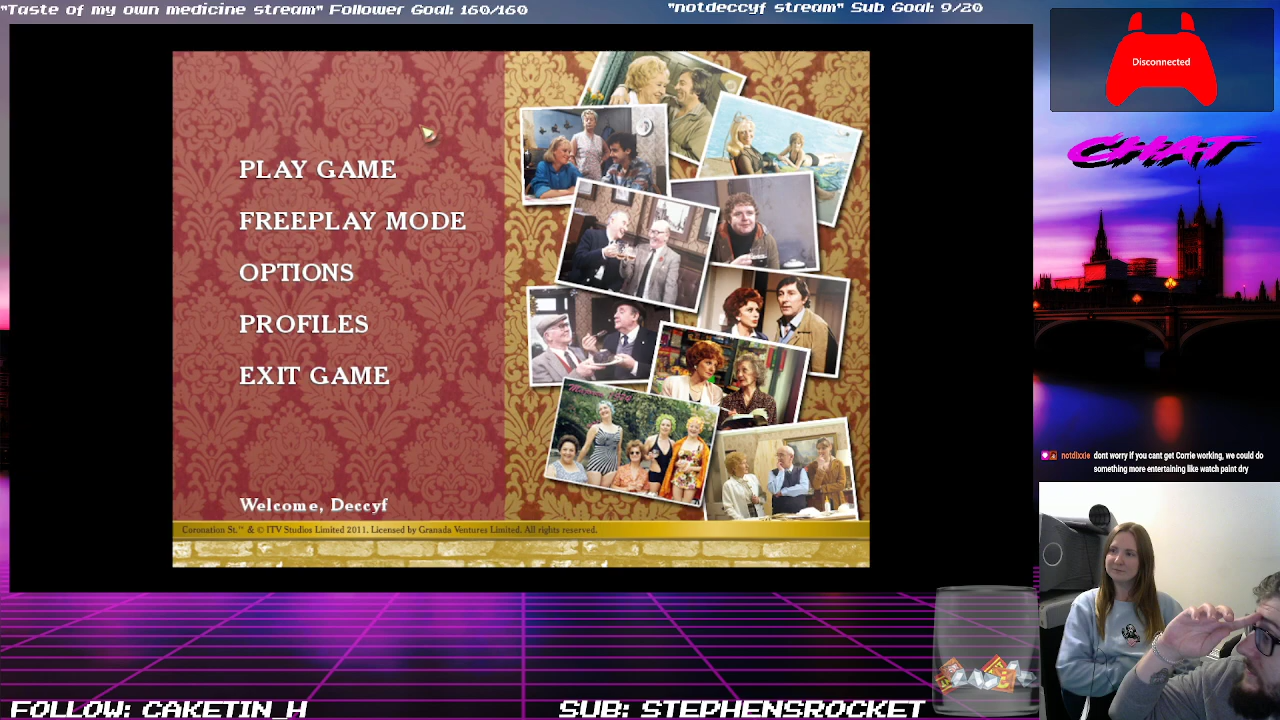 "Taste of my own medicine stream" Follower Goal: 160/160
"notdeccyf stream" Sub Goal: 9/20
Disconnected
CHAT
PLAY GAME
FREEPLAY MODE
OPTIONS
PROFILES
EXIT GAME
Welcome, Deccyf
Coronation St.™ & © ITV Studios Limited 2011. Licensed by Granada Ventures Limited. All rights reserved.
notdixxie dont worry if you cant get Corrie working, we could do
something more entertaining like watch paint dry
FOLLOW: CAKETIN_H
SUB: STEPHENSROCKET